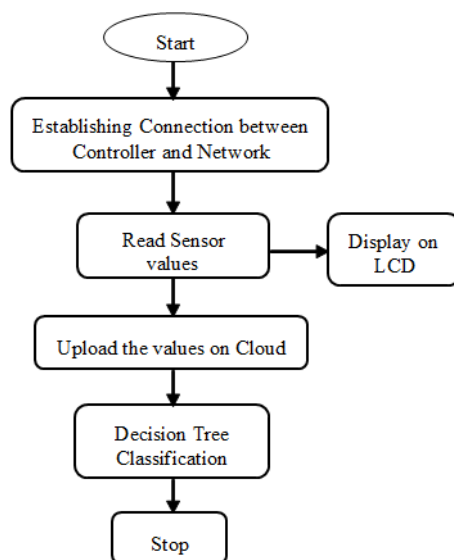 Start
Establishing Connection between
Controller and Network
Read Sensor
values
Display on
LCD
Upload the values on Cloud
Decision Tree
Classification
Stop